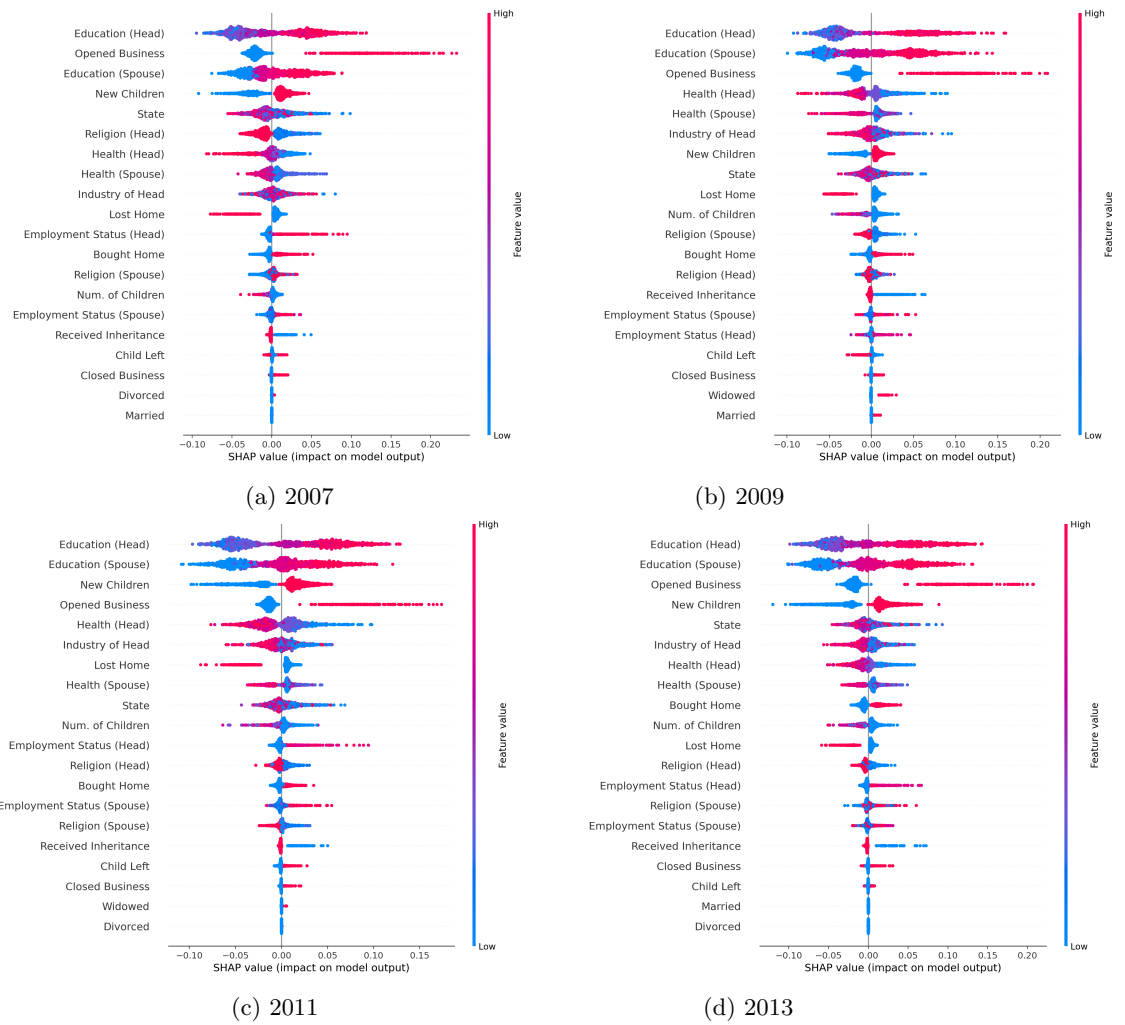 High
Education (Head)
Opened Business
Education (Spouse)
New Children
State
Religion (Head)
Health (Head)
Health (Spouse)
Industry of Head
Lost Home
Employment Status (Head)
Bought Home
Religion (Spouse)
Num. of Children
Employment Status (Spouse)
Received Inheritance
Child Left
Closed Business
Divorced
Married
Feature value
Low
−0.10 −0.05 0.00 0.05 0.10 0.15 0.20
SHAP value (impact on model output)
(a) 2007
High
Education (Head)
Education (Spouse)
Opened Business
Health (Head)
Health (Spouse)
Industry of Head
New Children
State
Lost Home
Num. of Children
Religion (Spouse)
Bought Home
Religion (Head)
Received Inheritance
Employment Status (Spouse)
Employment Status (Head)
Child Left
Closed Business
Widowed
Married
Feature value
Low
−0.10 −0.05 0.00 0.05 0.10 0.15 0.20
SHAP value (impact on model output)
(b) 2009
High
Education (Head)
Education (Spouse)
New Children
Opened Business
Health (Head)
Industry of Head
Lost Home
Health (Spouse)
State
Num. of Children
Employment Status (Head)
Religion (Head)
Bought Home
Employment Status (Spouse)
Religion (Spouse)
Received Inheritance
Child Left
Closed Business
Widowed
Divorced
Feature value
Low
−0.10 −0.05 0.00 0.05 0.10 0.15
SHAP value (impact on model output)
(c) 2011
High
Education (Head)
Education (Spouse)
Opened Business
New Children
State
Industry of Head
Health (Head)
Health (Spouse)
Bought Home
Num. of Children
Lost Home
Religion (Head)
Employment Status (Head)
Religion (Spouse)
Employment Status (Spouse)
Received Inheritance
Closed Business
Child Left
Married
Divorced
Feature value
Low
−0.10 −0.05 0.00 0.05 0.10 0.15 0.20
SHAP value (impact on model output)
(d) 2013